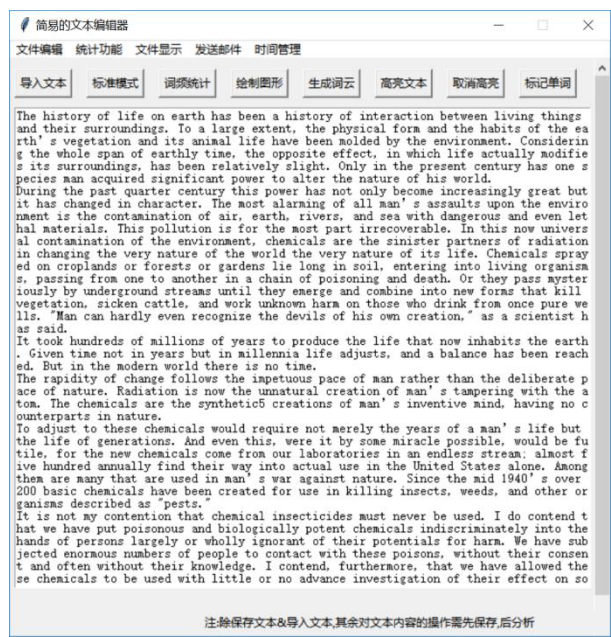 简易的文本编辑器
文件编辑 统计功能 文件显示 发送邮件 时间管理
导入文本 标准模式 词频统计 绘制图形 生成词云 高亮文本 取消高亮 标记单词
The history of life on earth has been a history of interaction between living things
and their surroundings. To a large extent, the physical form and the habits of the ea
rth's vegetation and its animal life have been molded by the environment. Considerin
g the whole span of earthly time, the opposite effect, in which life actually modifie
s its surroundings, has been relatively slight. Only in the present century has one s
pecies man acquired significant power to alter the nature of his world.
During the past quarter century this power has not only become increasingly great but
it has changed in character. The most alarming of all man's assaults upon the enviro
nment is the contamination of air, earth, rivers, and sea with dangerous and even let
hal materials. This pollution is for the most part irrecoverable. In this now univers
al contamination of the environment, chemicals are the sinister partners of radiation
in changing the very nature of the world the very nature of its life. Chemicals spray
ed on croplands or forests or gardens lie long in soil, entering into living organism
s, passing from one to another in a chain of poisoning and death. Or they pass myster
iously by underground streams until they emerge and combine into new forms that kill
vegetation, sicken cattle, and work unknown harm on those who drink from once pure we
lls. "Man can hardly even recognize the devils of his own creation," as a scientist h
as said.
It took hundreds of millions of years to produce the life that now inhabits the earth
. Given time not in years but in millennia life adjusts, and a balance has been reach
ed. But in the modern world there is no time.
The rapidity of change follows the impetuous pace of man rather than the deliberate p
ace of nature. Radiation is now the unnatural creation of man's tampering with the a
tom. The chemicals are the synthetic5 creations of man's inventive mind, having no c
ounterparts in nature.
To adjust to these chemicals would require not merely the years of a man's life but
the life of generations. And even this, were it by some miracle possible, would be fu
tile, for the new chemicals come from our laboratories in an endless stream; almost f
ive hundred annually find their way into actual use in the United States alone. Among
them are many that are used in man's war against nature. Since the mid 1940's over
200 basic chemicals have been created for use in killing insects, weeds, and other or
ganisms described as "pests."
It is not my contention that chemical insecticides must never be used. I do contend t
hat we have put poisonous and biologically potent chemicals indiscriminately into the
hands of persons largely or wholly ignorant of their potentials for harm. We have sub
jected enormous numbers of people to contact with these poisons, without their consen
t and often without their knowledge. I contend, furthermore, that we have allowed the
se chemicals to be used with little or no advance investigation of their effect on so
注:除保存文本&导入文本,其余对文本内容的操作需先保存,后分析